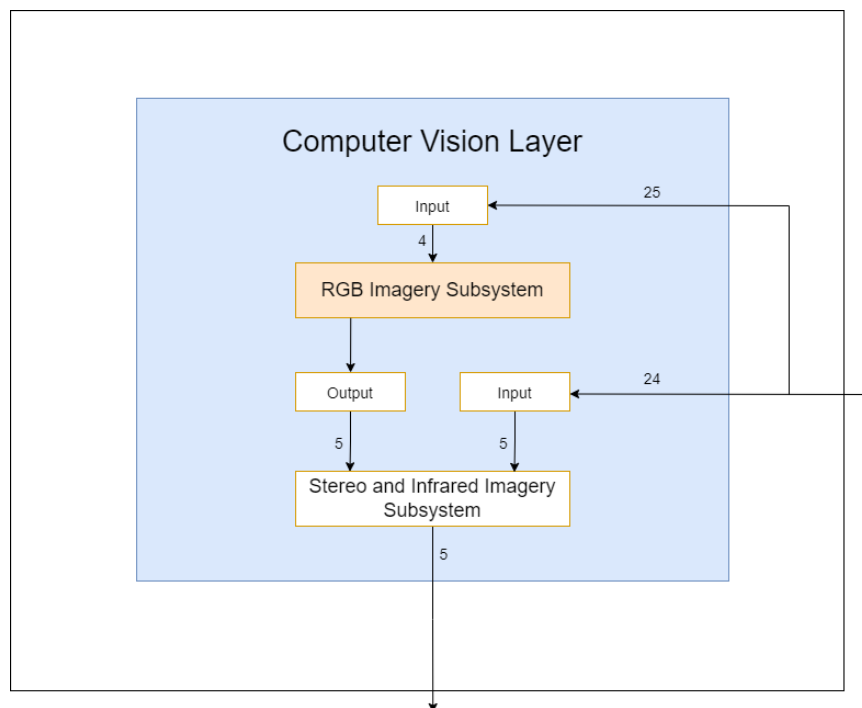 Computer Vision Layer
25
Input
4
RGB Imagery Subsystem
24
Output
Input
5
5
Stereo and Infrared Imagery
Subsystem
5